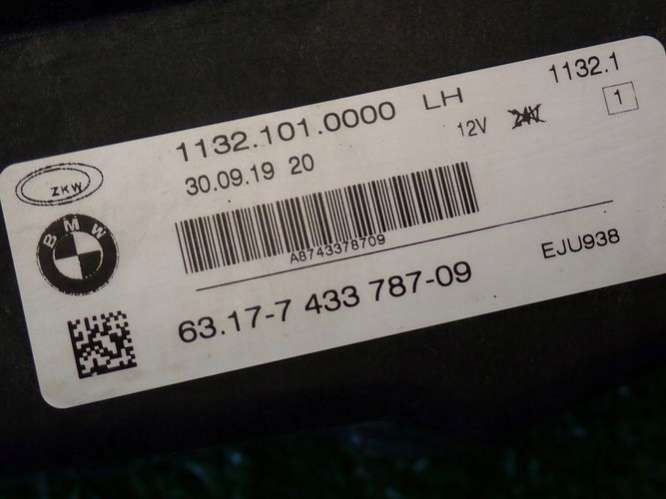 1132.101.0000 LH
1132.1
30.09.19 20
12V 24V
1
ZKW
BMW
A8743378709
63.17-7 433 787-09
EJU938